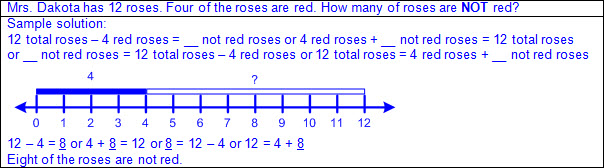 Mrs. Dakota has 12 roses. Four of the roses are red. How many of roses are NOT red?
Sample solution:
12 total roses – 4 red roses = __ not red roses or 4 red roses + __ not red roses = 12 total roses
or __ not red roses = 12 total roses – 4 red roses or 12 total roses = 4 red roses + __ not red roses
4 ?
0 1 2 3 4 5 6 7 8 9 10 11 12
12 – 4 = 8 or 4 + 8 = 12 or 8 = 12 – 4 or 12 = 4 + 8
Eight of the roses are not red.